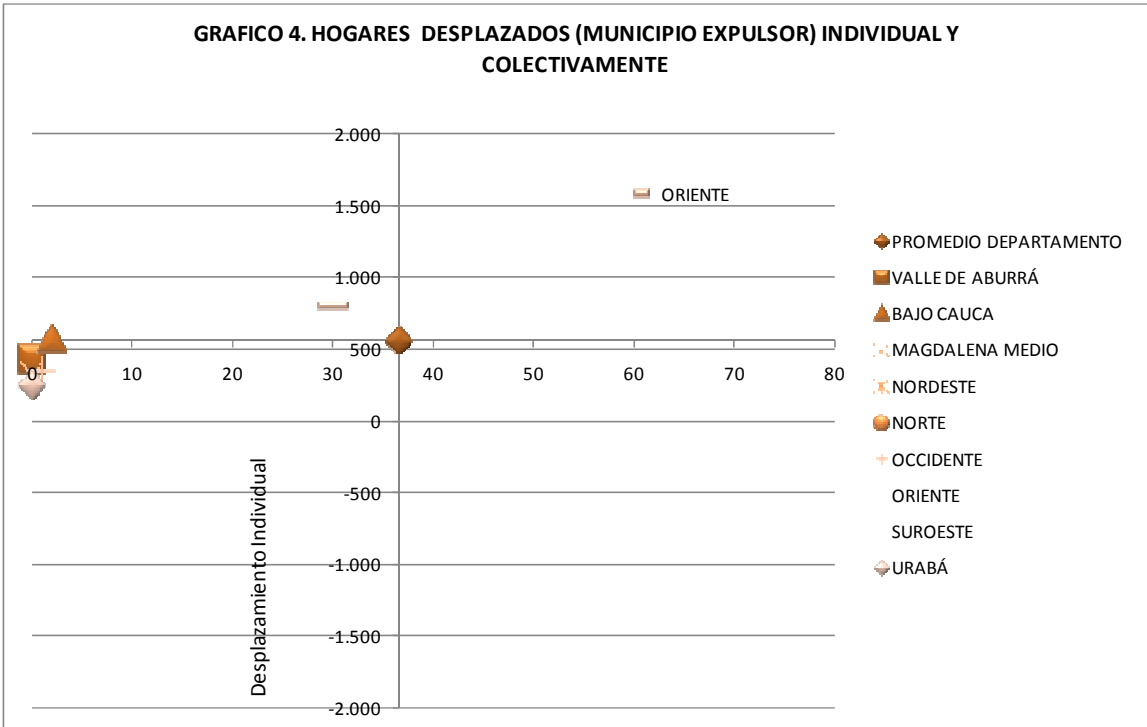 GRAFICO 4. HOGARES DESPLAZADOS (MUNICIPIO EXPULSOR) INDIVIDUAL Y
COLECTIVAMENTE
2.000
1.500
1.000
500
0
-500
-1.000
-1.500
-2.000
0 10 20 30 40 50 60 70 80
Desplazamiento Individual
ORIENTE
PROMEDIO DEPARTAMENTO
VALLE DE ABURRÁ
BAJO CAUCA
MAGDALENA MEDIO
NORDESTE
NORTE
OCCIDENTE
ORIENTE
SUROESTE
URABÁ